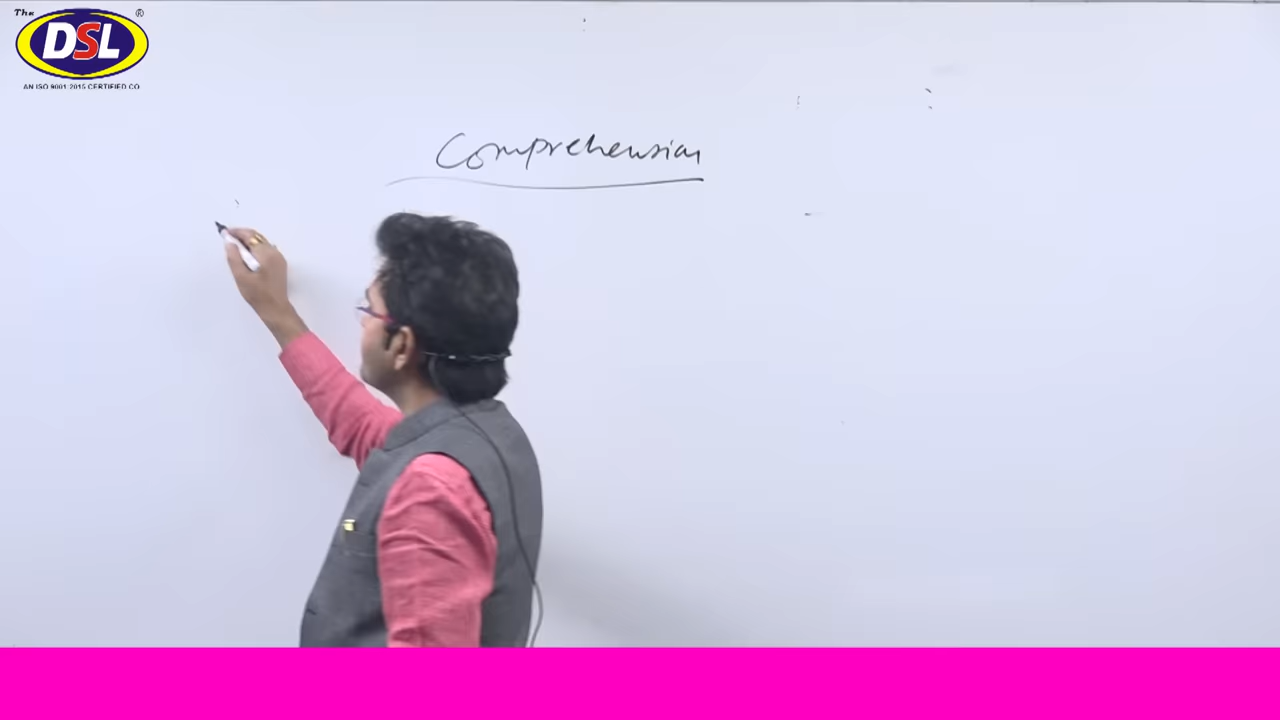 The
®
DSL
AN ISO 9001:2015 CERTIFIED CO
Comprehension